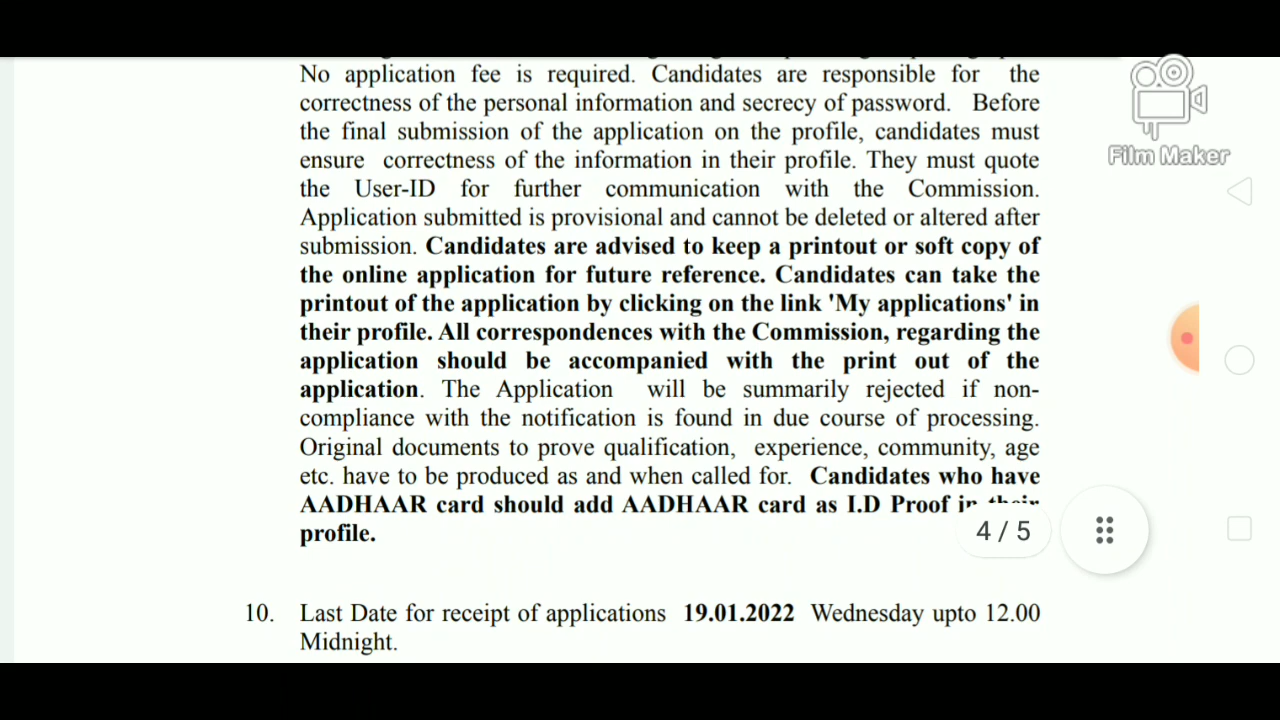 No application fee is required. Candidates are responsible for the
correctness of the personal information and secrecy of password. Before
the final submission of the application on the profile, candidates must
ensure correctness of the information in their profile. They must quote
the User-ID for further communication with the Commission.
Application submitted is provisional and cannot be deleted or altered after
submission. Candidates are advised to keep a printout or soft copy of
the online application for future reference. Candidates can take the
printout of the application by clicking on the link 'My applications' in
their profile. All correspondences with the Commission, regarding the
application should be accompanied with the print out of the
application. The Application will be summarily rejected if non-
compliance with the notification is found in due course of processing.
Original documents to prove qualification, experience, community, age
etc. have to be produced as and when called for. Candidates who have
AADHAAR card should add AADHAAR card as I.D Proof in their
profile.
10. Last Date for receipt of applications 19.01.2022 Wednesday upto 12.00
Midnight.
4 / 5
Film Maker